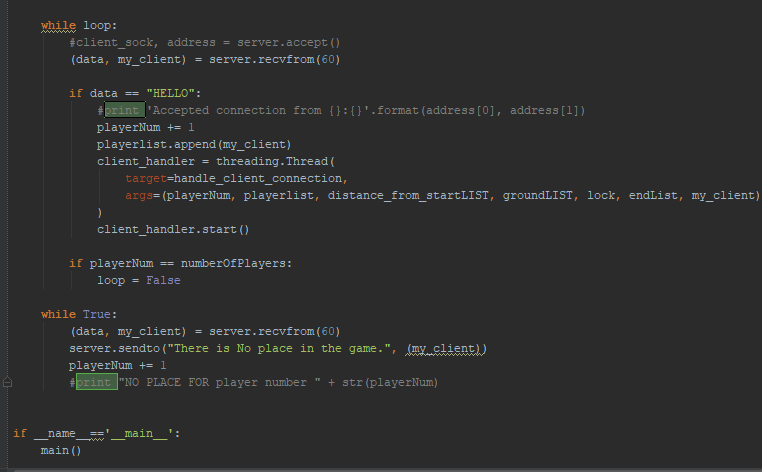 while loop:
    #client_sock, address = server.accept()
    (data, my_client) = server.recvfrom(60)
    if data == "HELLO":
        #print 'Accepted connection from {}:{}'.format(address[0], address[1])
        playerNum += 1
        playerlist.append(my_client)
        client_handler = threading.Thread(
            target=handle_client_connection,
            args=(playerNum, playerlist, distance_from_startLIST, groundLIST, lock, endList, my_client)
        )
        client_handler.start()
    if playerNum == numberOfPlayers:
        loop = False
while True:
    (data, my_client) = server.recvfrom(60)
    server.sendto("There is No place in the game.", (my_client))
    playerNum += 1
    #print "NO PLACE FOR player number " + str(playerNum)
if __name__=='__main__':
    main()